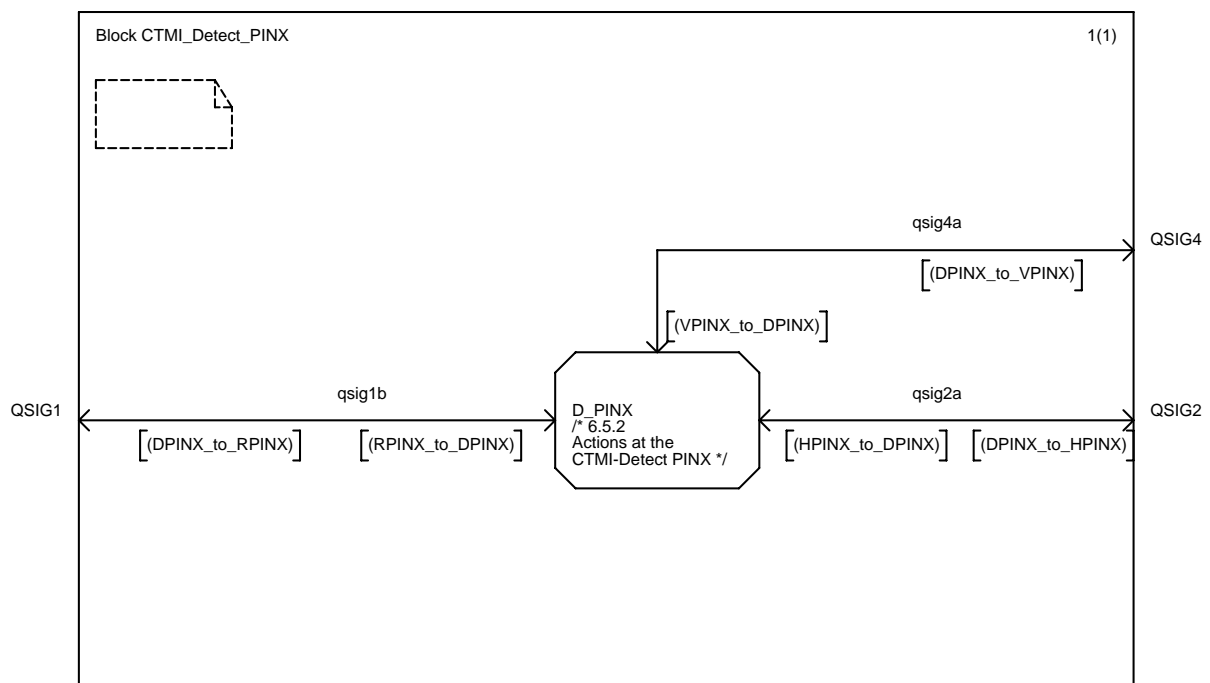 Block CTMI_Detect_PINX
1(1)
qsig4a
QSIG4
[(DPINX_to_VPINX)]
[(VPINX_to_DPINX)]
QSIG1
qsig1b
qsig2a
QSIG2
[(DPINX_to_RPINX)]
[(RPINX_to_DPINX)]
D_PINX
/* 6.5.2
Actions at the
CTMI-Detect PINX */
[(HPINX_to_DPINX)]
[(DPINX_to_HPINX)]